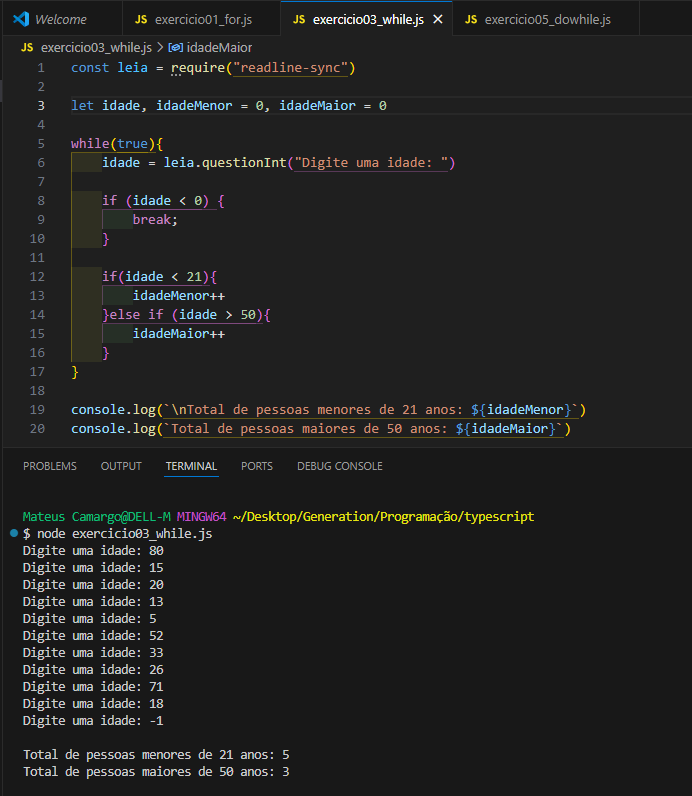 Welcome JS exercicio01_for.js JS exercicio03_while.js JS exercicio05_dowhile.js
JS exercicio03_while.js > idadeMaior
1 const leia = require("readline-sync")
2
3 let idade, idadeMenor = 0, idadeMaior = 0
4
5 while(true){
6 idade = leia.questionInt("Digite uma idade: ")
7
8 if (idade < 0) {
9 break;
10 }
11
12 if(idade < 21){
13 idadeMenor++
14 }else if (idade > 50){
15 idadeMaior++
16 }
17 }
18
19 console.log(`\nTotal de pessoas menores de 21 anos: ${idadeMenor}`)
20 console.log(`Total de pessoas maiores de 50 anos: ${idadeMaior}`)
PROBLEMS OUTPUT TERMINAL PORTS DEBUG CONSOLE
Mateus Camargo@DELL-M MINGW64 ~/Desktop/Generation/Programação/typescript
$ node exercicio03_while.js
Digite uma idade: 80
Digite uma idade: 15
Digite uma idade: 20
Digite uma idade: 13
Digite uma idade: 5
Digite uma idade: 52
Digite uma idade: 33
Digite uma idade: 26
Digite uma idade: 71
Digite uma idade: 18
Digite uma idade: -1
Total de pessoas menores de 21 anos: 5
Total de pessoas maiores de 50 anos: 3